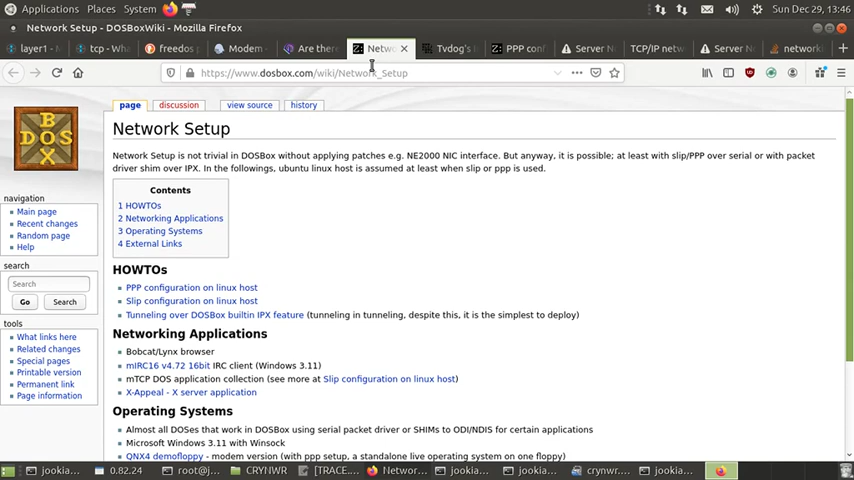 Applications Places System Sun Dec 29, 13:46
Network Setup - DOSBoxWiki - Mozilla Firefox
layer1 - tcp - Wha freedos Modem - Are there Netwo Tvdog's PPP conf Server N TCP/IP netw Server N network
https://www.dosbox.com/wiki/Network_Setup
page discussion view source history
BOX
DOS
Network Setup
Network Setup is not trivial in DOSBox without applying patches e.g. NE2000 NIC interface. But anyway, it is possible; at least with slip/PPP over serial or with packet
driver shim over IPX. In the followings, ubuntu linux host is assumed at least when slip or ppp is used.
Contents
1 HOWTOs
2 Networking Applications
3 Operating Systems
4 External Links
navigation
Main page
Recent changes
Random page
Help
search
Search
Go Search
tools
What links here
Related changes
Special pages
Printable version
Permanent link
Page information
HOWTOs
PPP configuration on linux host
Slip configuration on linux host
Tunneling over DOSBox builtin IPX feature (tunneling in tunneling, despite this, it is the simplest to deploy)
Networking Applications
Bobcat/Lynx browser
mIRC16 v4.72 16bit IRC client (Windows 3.11)
mTCP DOS application collection (see more at Slip configuration on linux host)
X-Appeal - X server application
Operating Systems
Almost all DOSes that work in DOSBox using serial packet driver or SHIMs to ODI/NDIS for certain applications
Microsoft Windows 3.11 with Winsock
QNX4 demofloppy - modem version (with ppp setup, a standalone live operating system on one floppy)
jookia... 0.82.24 root@j... CRYNWR [TRACE... Networ... jookia... jookia... crynwr... jookia...